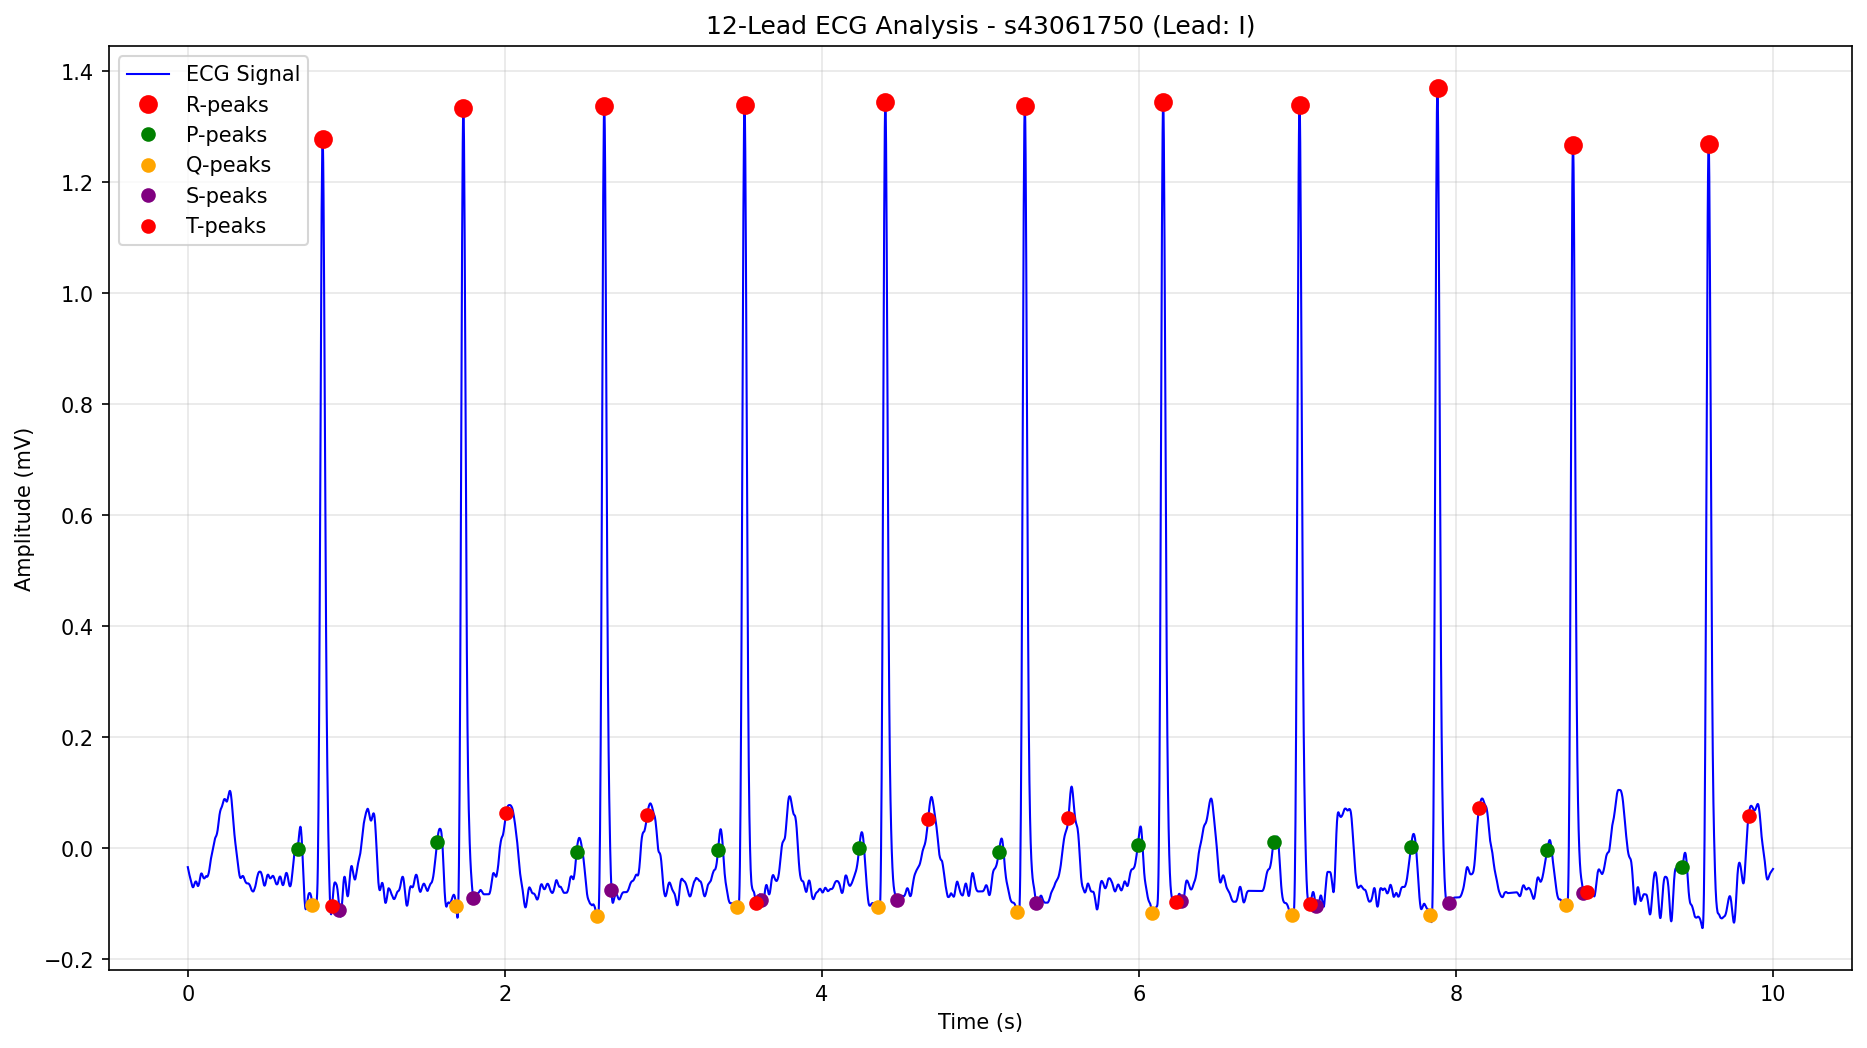 12-Lead ECG Analysis - s43061750 (Lead: I)
ECG Signal
R-peaks
P-peaks
Q-peaks
S-peaks
T-peaks
1.4
1.2
1.0
0.8
0.6
0.4
0.2
0.0
−0.2
Amplitude (mV)
0 2 4 6 8 10
Time (s)